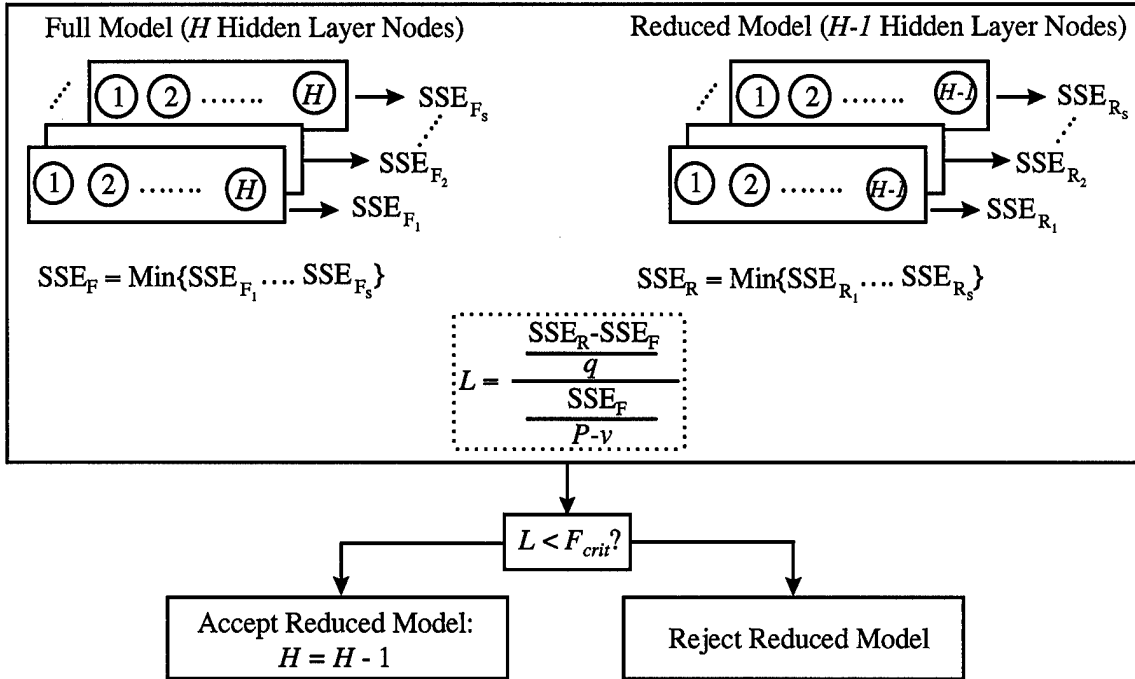 Full Model (H Hidden Layer Nodes)
1 2 ....... H
SSE_Fs
SSE_F2
1 2 ....... H
SSE_F1
SSE_F = Min{SSE_F1 .... SSE_Fs}
Reduced Model (H-1 Hidden Layer Nodes)
1 2 ....... H-1
SSE_Rs
SSE_R2
1 2 ....... H-1
SSE_R1
SSE_R = Min{SSE_R1 .... SSE_Rs}
SSE_R-SSE_F
q
L =
SSE_F
P-v
L < F_crit?
Accept Reduced Model:
H = H - 1
Reject Reduced Model